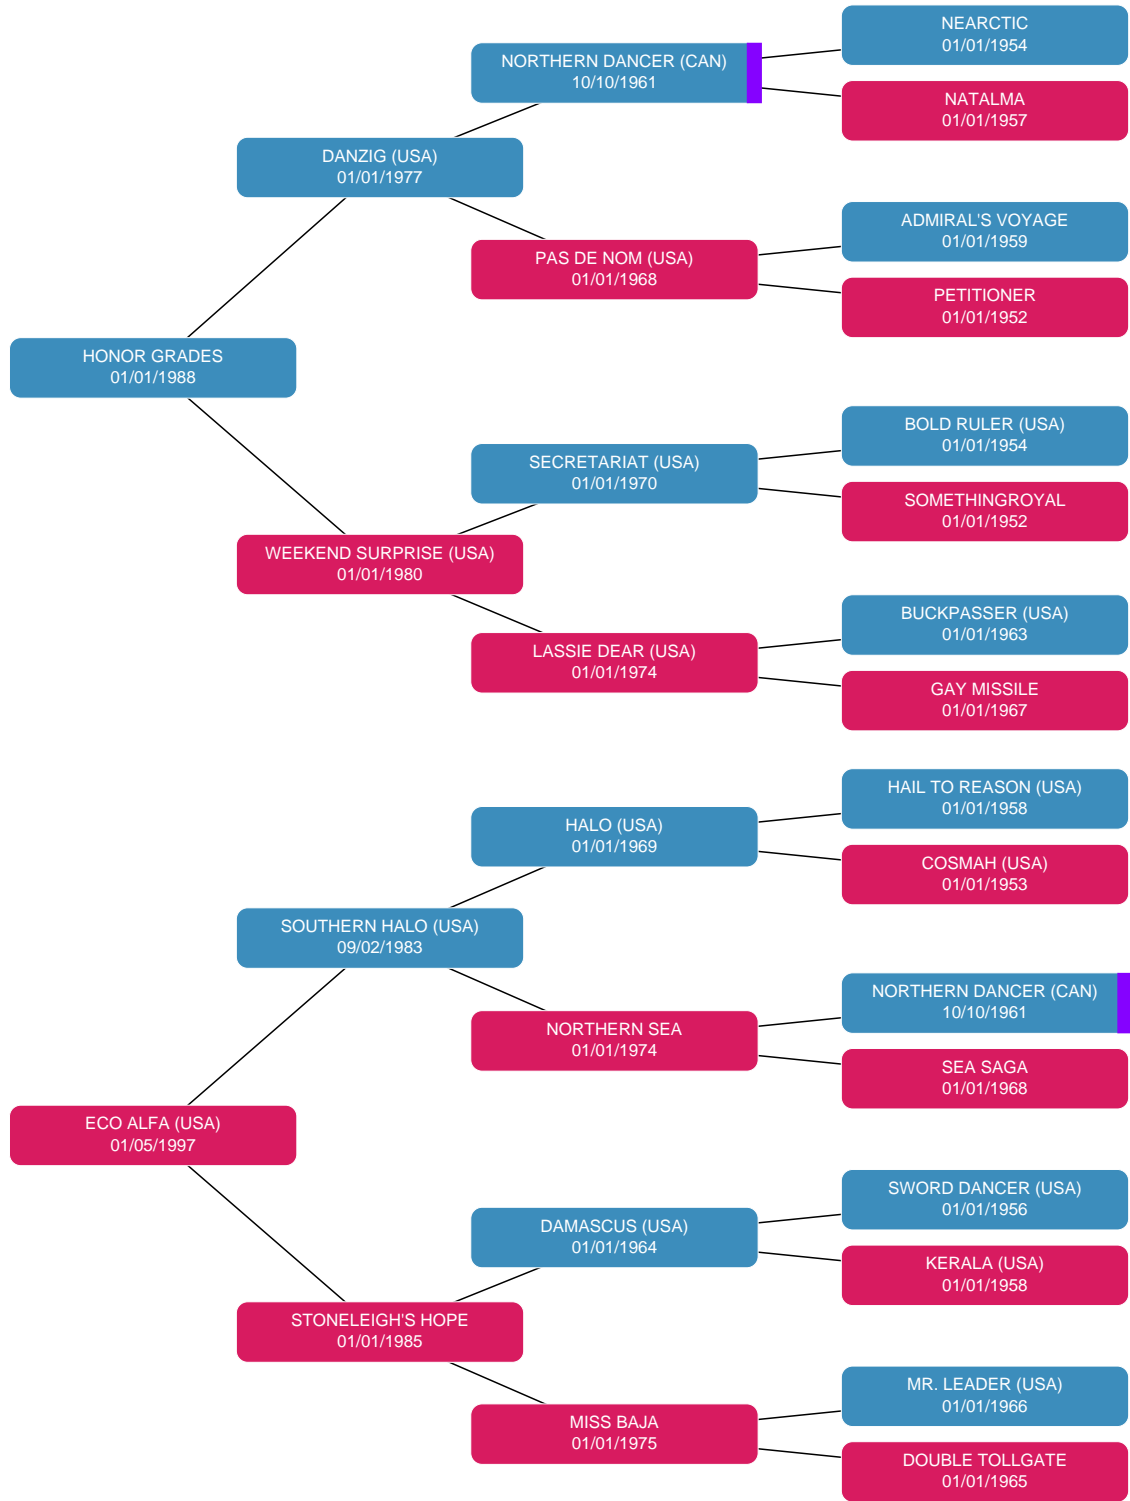 NEARCTIC
01/01/1954
NORTHERN DANCER (CAN)
10/10/1961
NATALMA
01/01/1957
DANZIG (USA)
01/01/1977
ADMIRAL'S VOYAGE
01/01/1959
PAS DE NOM (USA)
01/01/1968
PETITIONER
01/01/1952
HONOR GRADES
01/01/1988
BOLD RULER (USA)
01/01/1954
SECRETARIAT (USA)
01/01/1970
SOMETHINGROYAL
01/01/1952
WEEKEND SURPRISE (USA)
01/01/1980
BUCKPASSER (USA)
01/01/1963
LASSIE DEAR (USA)
01/01/1974
GAY MISSILE
01/01/1967
HAIL TO REASON (USA)
01/01/1958
HALO (USA)
01/01/1969
COSMAH (USA)
01/01/1953
SOUTHERN HALO (USA)
09/02/1983
NORTHERN DANCER (CAN)
10/10/1961
NORTHERN SEA
01/01/1974
SEA SAGA
01/01/1968
ECO ALFA (USA)
01/05/1997
SWORD DANCER (USA)
01/01/1956
DAMASCUS (USA)
01/01/1964
KERALA (USA)
01/01/1958
STONELEIGH'S HOPE
01/01/1985
MR. LEADER (USA)
01/01/1966
MISS BAJA
01/01/1975
DOUBLE TOLLGATE
01/01/1965